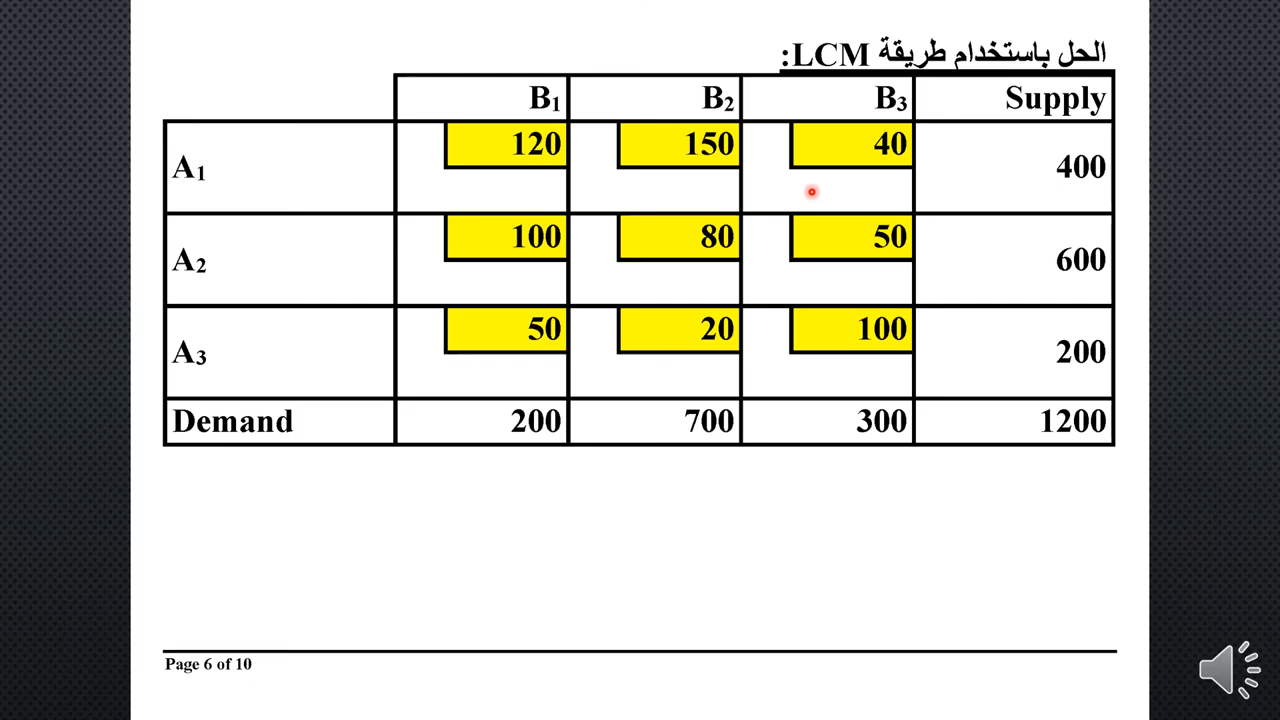 الحل باستخدام طريقة LCM:
B₁ B₂ B₃ Supply
A₁ 120 150 40 400
A₂ 100 80 50 600
A₃ 50 20 100 200
Demand 200 700 300 1200
Page 6 of 10